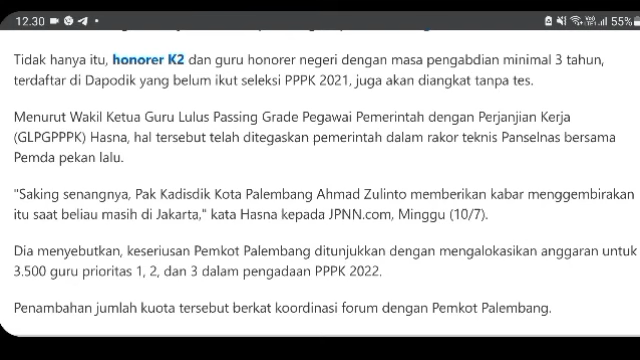 12.30
55%
Tidak hanya itu, honorer K2 dan guru honorer negeri dengan masa pengabdian minimal 3 tahun,
terdaftar di Dapodik yang belum ikut seleksi PPPK 2021, juga akan diangkat tanpa tes.
Menurut Wakil Ketua Guru Lulus Passing Grade Pegawai Pemerintah dengan Perjanjian Kerja
(GLPGPPPK) Hasna, hal tersebut telah ditegaskan pemerintah dalam rakor teknis Panselnas bersama
Pemda pekan lalu.
"Saking senangnya, Pak Kadisdik Kota Palembang Ahmad Zulinto memberikan kabar menggembirakan
itu saat beliau masih di Jakarta," kata Hasna kepada JPNN.com, Minggu (10/7).
Dia menyebutkan, keseriusan Pemkot Palembang ditunjukkan dengan mengalokasikan anggaran untuk
3.500 guru prioritas 1, 2, dan 3 dalam pengadaan PPPK 2022.
Penambahan jumlah kuota tersebut berkat koordinasi forum dengan Pemkot Palembang.